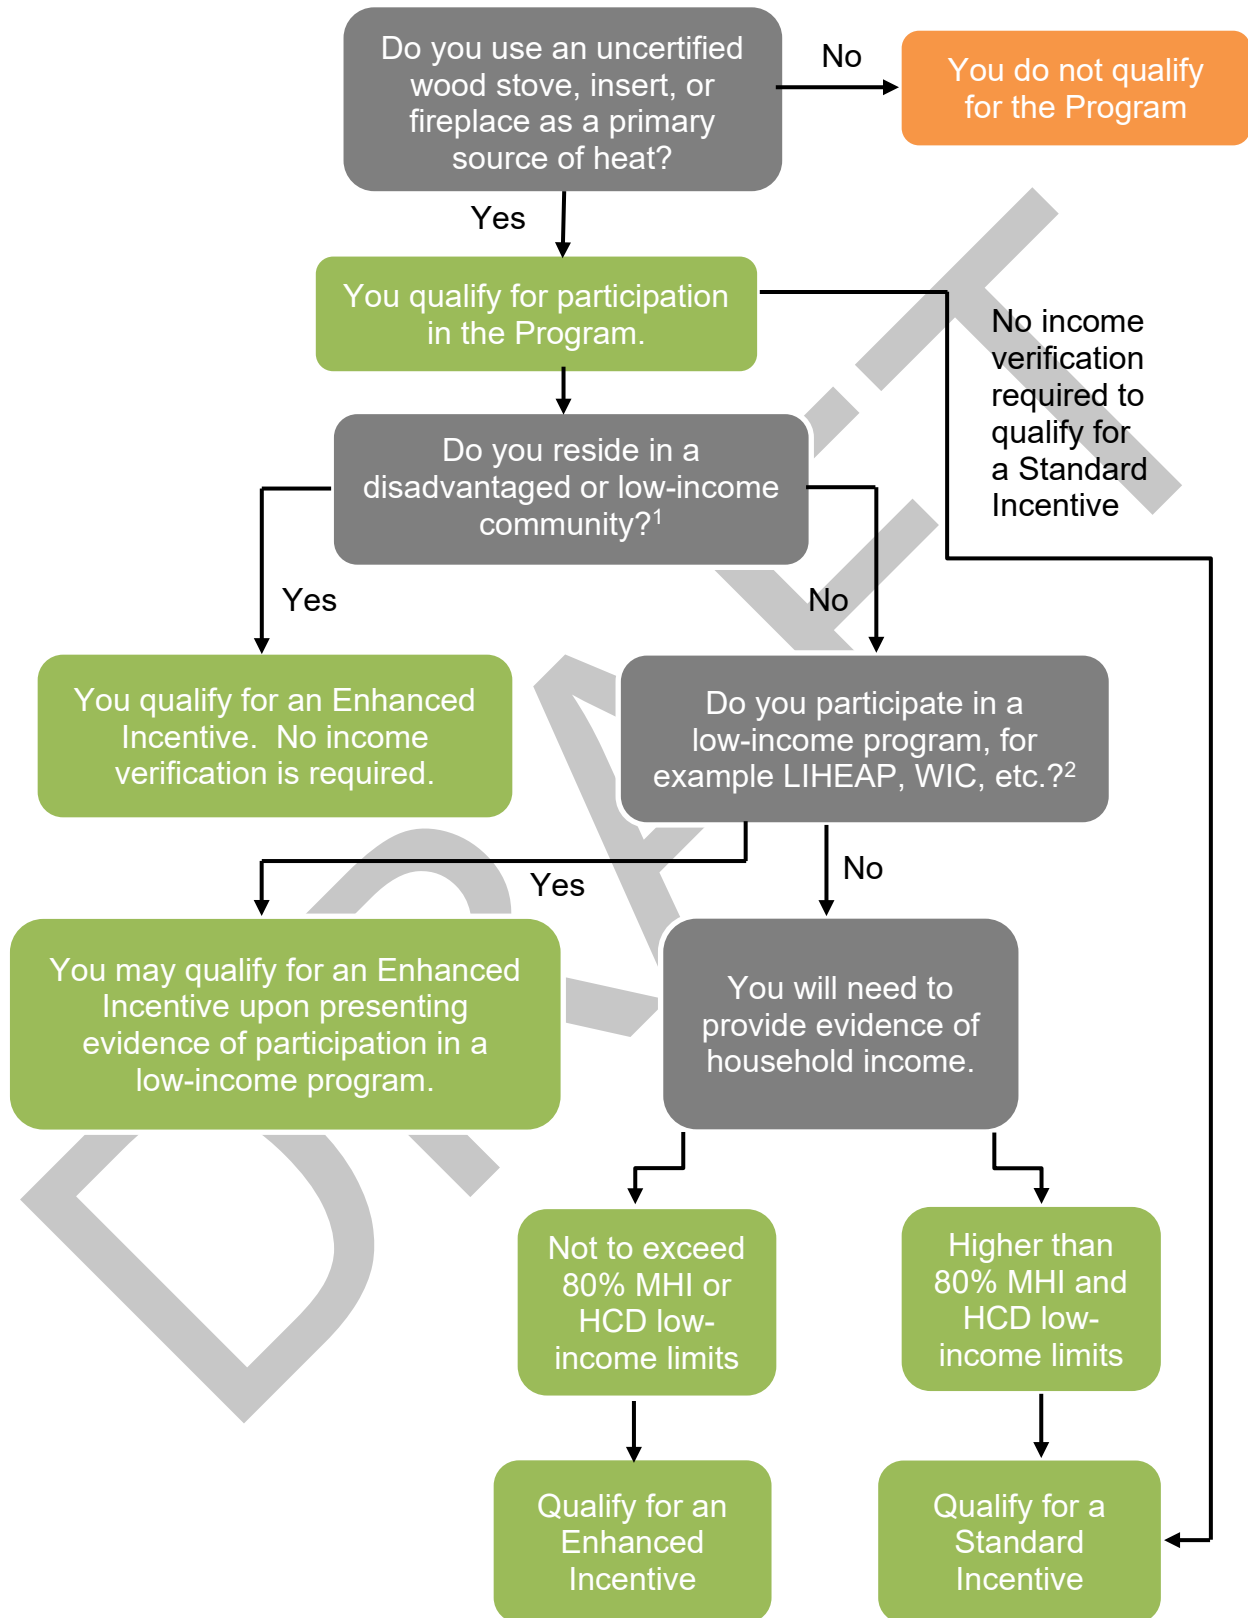 Do you use an uncertified
wood stove, insert, or
fireplace as a primary
source of heat?
No
You do not qualify
for the Program
Yes
You qualify for participation
in the Program.
No income
verification
required to
qualify for
a Standard
Incentive
Do you reside in a
disadvantaged or low-income
community?¹
Yes
No
You qualify for an Enhanced
Incentive.  No income
verification is required.
Do you participate in a
low-income program, for
example LIHEAP, WIC, etc.?²
Yes
No
You may qualify for an Enhanced
Incentive upon presenting
evidence of participation in a
low-income program.
You will need to
provide evidence of
household income.
Not to exceed
80% MHI or
HCD low-
income limits
Higher than
80% MHI and
HCD low-
income limits
Qualify for an
Enhanced
Incentive
Qualify for a
Standard
Incentive
DRAFT